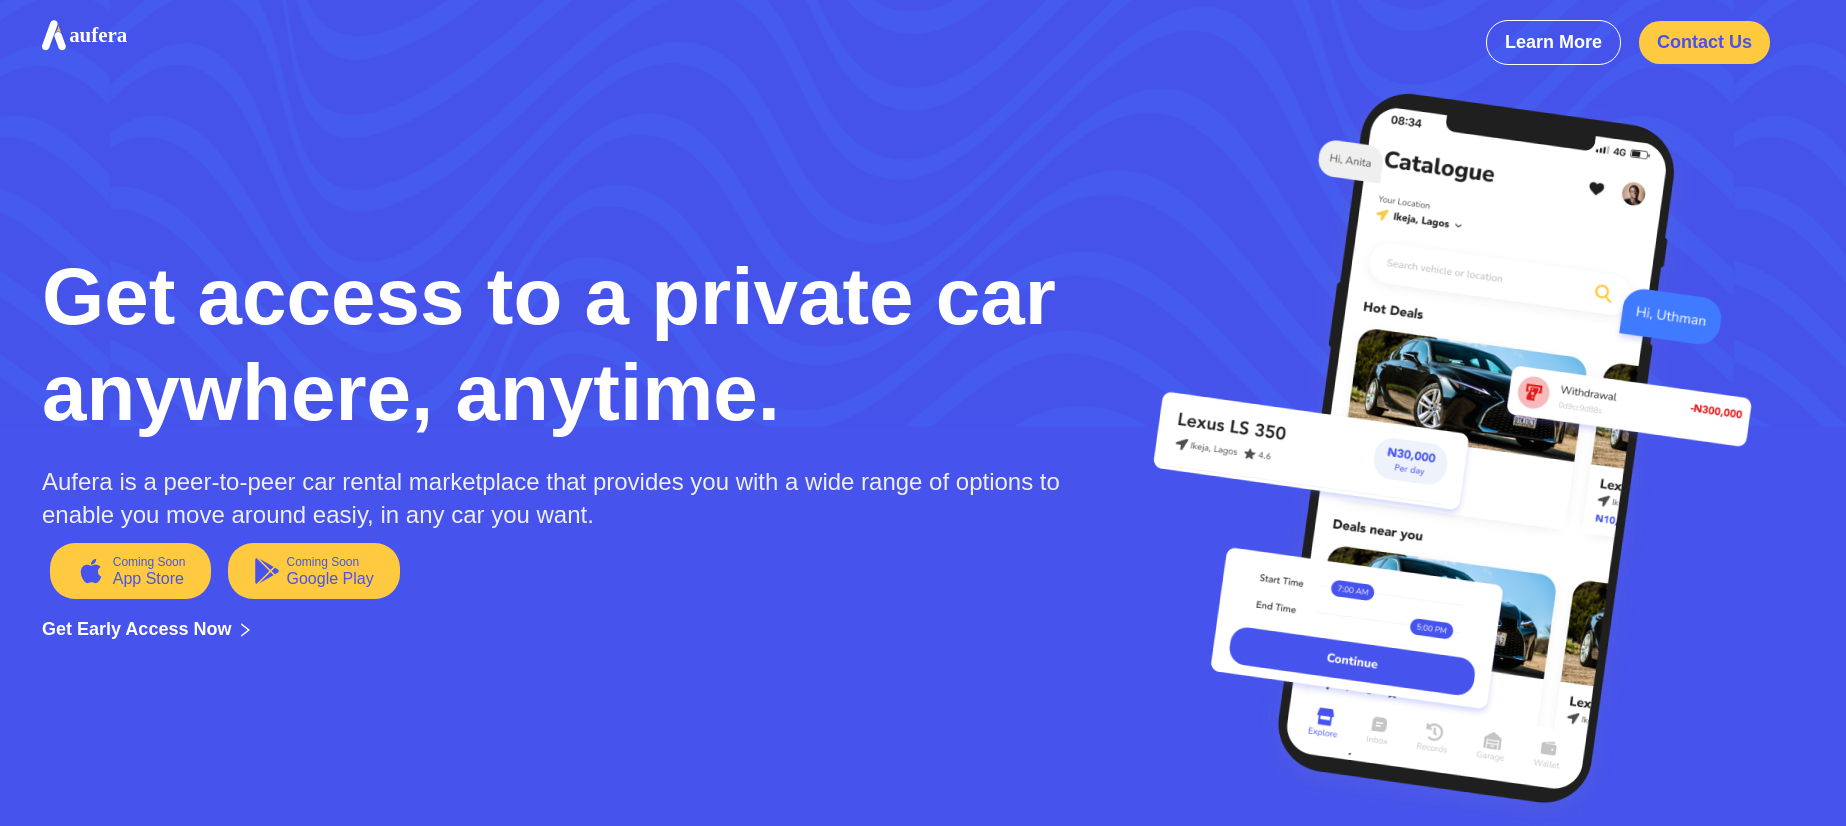 aufera
Learn More
Contact Us
Get access to a private car
anywhere, anytime.
Aufera is a peer-to-peer car rental marketplace that provides you with a wide range of options to
enable you move around easiy, in any car you want.
Coming Soon
App Store
Coming Soon
Google Play
Get Early Access Now
08:34
4G
Hi, Anita
Catalogue
Your Location
Ikeja, Lagos
Search vehicle or location
Hi, Uthman
Hot Deals
Withdrawal
-₦300,000
Lexus LS 350
Ikeja, Lagos 4.6
₦30,000
Per day
Lex
Ik
₦10,
Deals near you
Start Time
7:00 AM
End Time
5:00 PM
Continue
Lex
Ik
Explore
Inbox
Records
Garage
Wallet